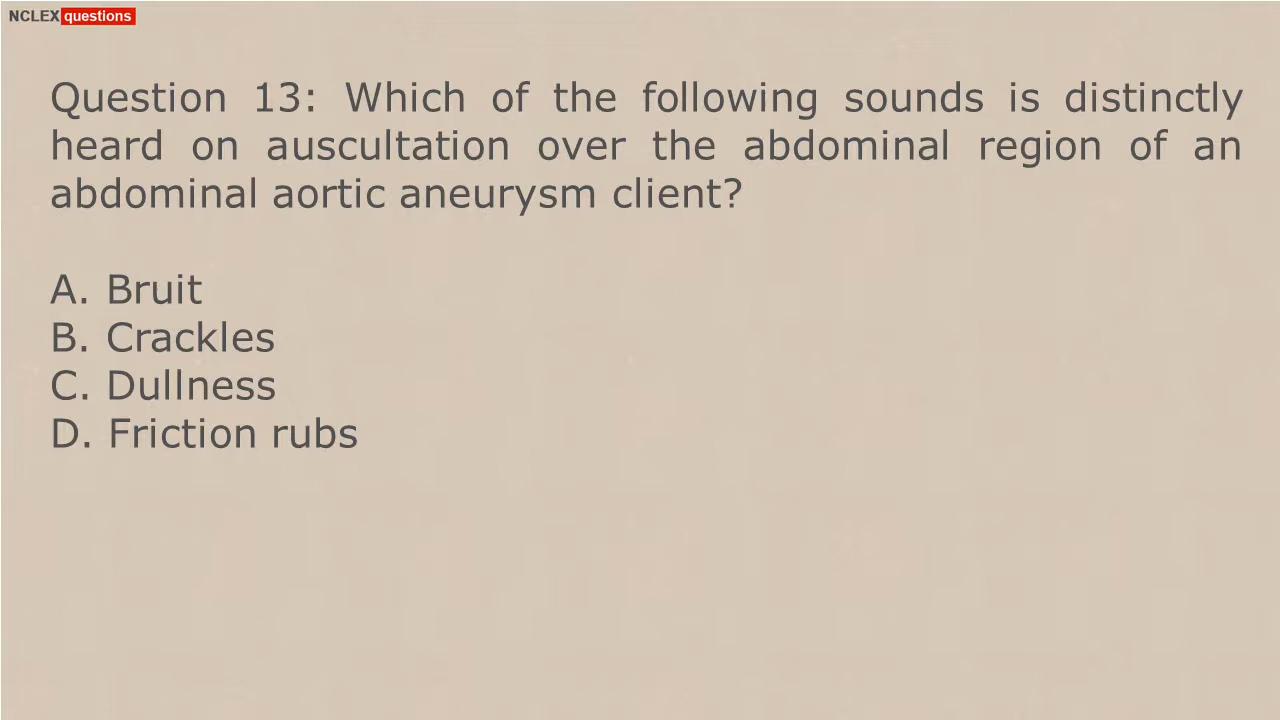 NCLEX questions
Question 13: Which of the following sounds is distinctly
heard on auscultation over the abdominal region of an
abdominal aortic aneurysm client?
A. Bruit
B. Crackles
C. Dullness
D. Friction rubs